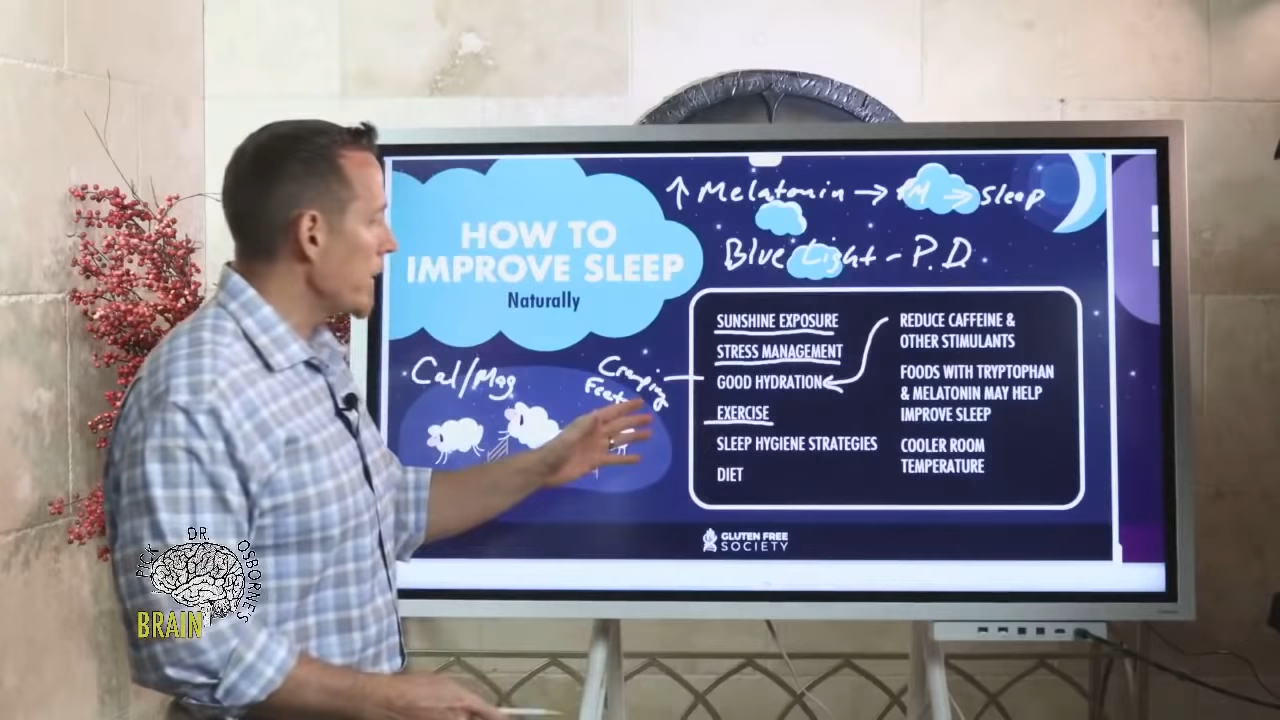 HOW TO
IMPROVE SLEEP
Naturally
↑ Melatonin → → Sleep
Blue Light - P.D.
Cal/Mag
Cramping
SUNSHINE EXPOSURE
STRESS MANAGEMENT
GOOD HYDRATION
EXERCISE
SLEEP HYGIENE STRATEGIES
DIET
REDUCE CAFFEINE &
OTHER STIMULANTS
FOODS WITH TRYPTOPHAN
& MELATONIN MAY HELP
IMPROVE SLEEP
COOLER ROOM
TEMPERATURE
GLUTEN FREE
SOCIETY
PICK DR. OSBORNE'S
BRAIN